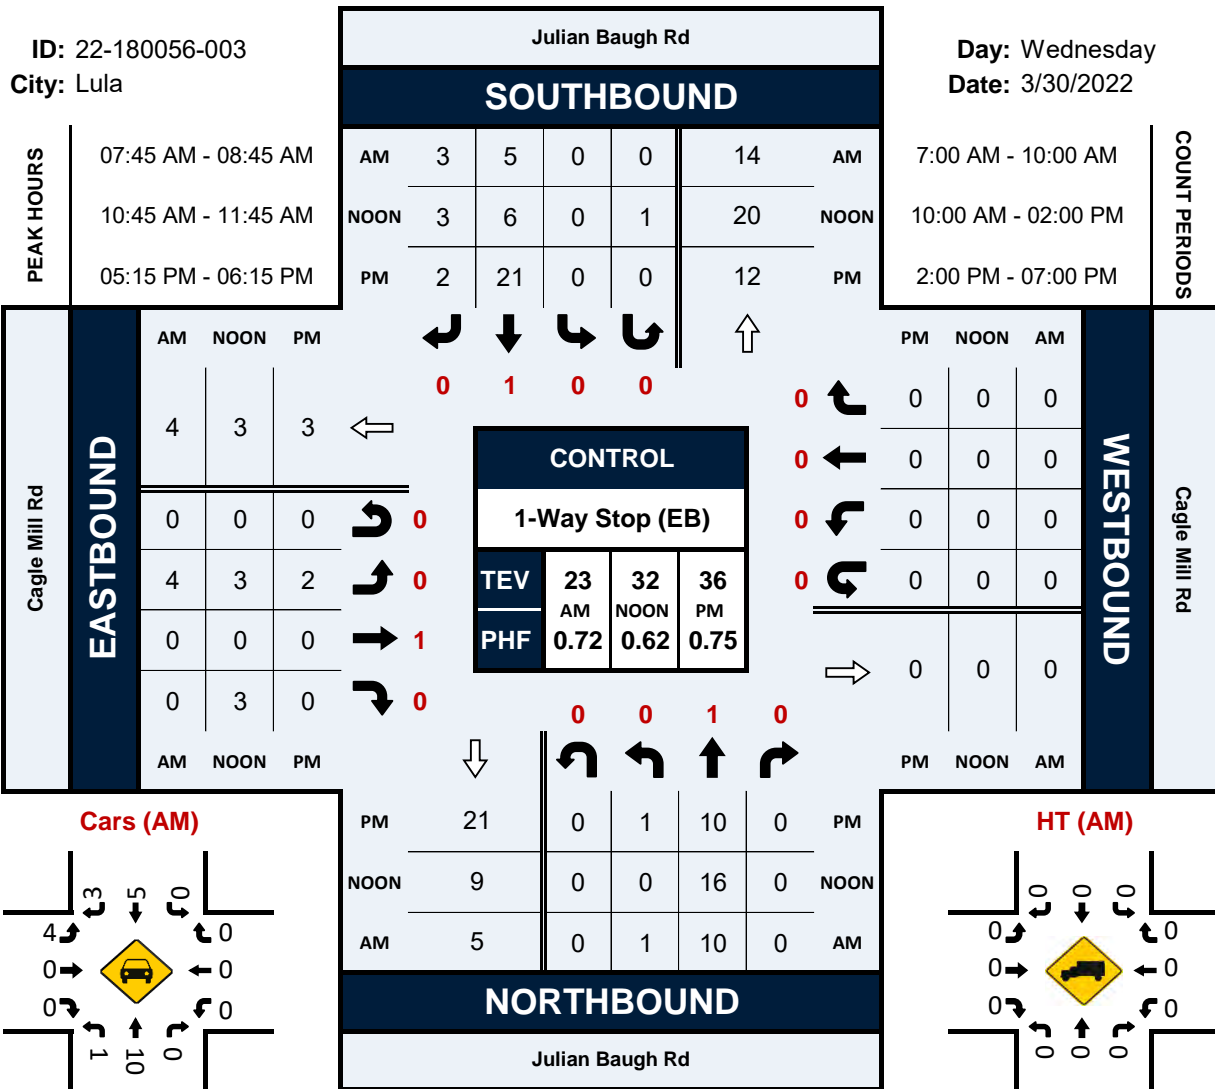 Julian Baugh Rd
ID: 22-180056-003
Day: Wednesday
City: Lula
Date: 3/30/2022
SOUTHBOUND
PEAK HOURS
07:45 AM - 08:45 AM
AM 3 5 0 0 14 AM
7:00 AM - 10:00 AM
COUNT PERIODS
10:45 AM - 11:45 AM
NOON 3 6 0 1 20 NOON
10:00 AM - 02:00 PM
05:15 PM - 06:15 PM
PM 2 21 0 0 12 PM
2:00 PM - 07:00 PM
0 1 0 0
Cagle Mill Rd
EASTBOUND
AM NOON PM
4 3 3
0 0 0 0
4 3 2 0
0 0 0 1
0 3 0 0
AM NOON PM
CONTROL
1-Way Stop (EB)
TEV 23 32 36
AM NOON PM
PHF 0.72 0.62 0.75
PM NOON AM
0 0 0 0
0 0 0 0
0 0 0 0
0 0 0 0
0 0 0
PM NOON AM
WESTBOUND
Cagle Mill Rd
0 0 1 0
PM 21 0 1 10 0 PM
NOON 9 0 0 16 0 NOON
AM 5 0 1 10 0 AM
NORTHBOUND
Julian Baugh Rd
Cars (AM)
3 5 0
4 0
0 0
0 0
1 10 0
HT (AM)
0 0 0
0 0
0 0
0 0
0 0 0